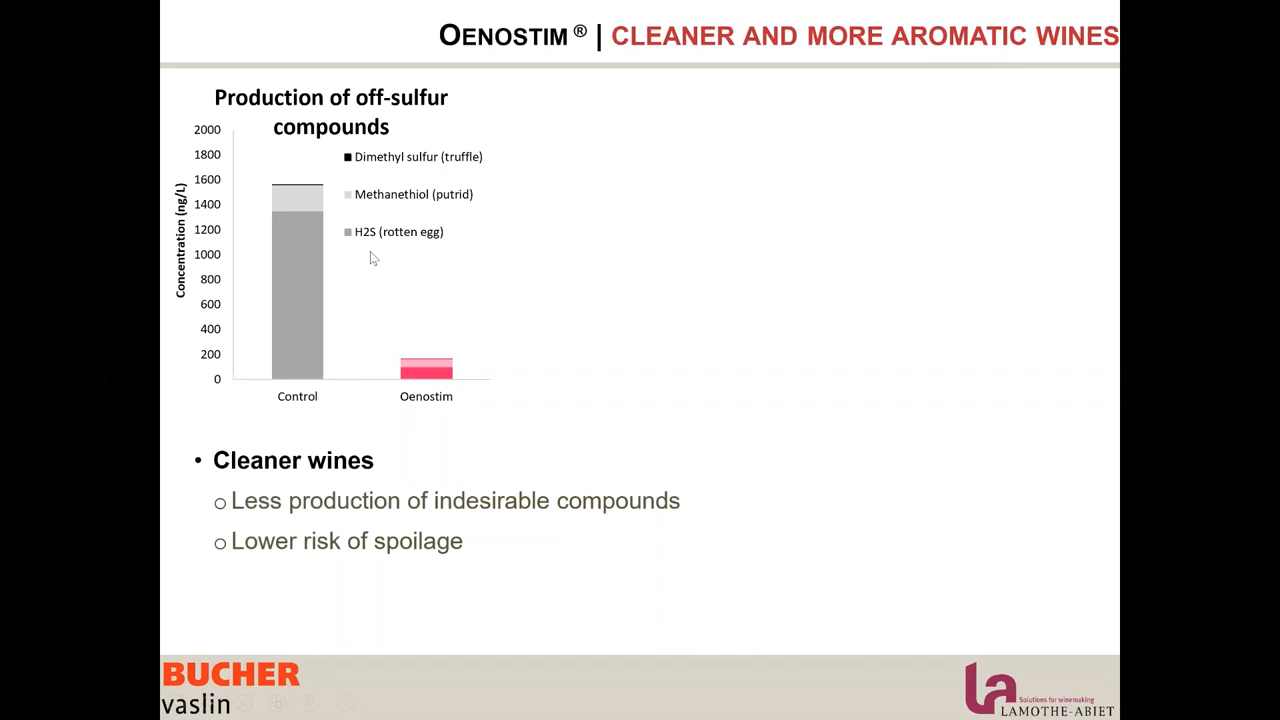 OENOSTIM ® | CLEANER AND MORE AROMATIC WINES
Production of off-sulfur
compounds
Concentration (ng/L)
2000
1800
1600
1400
1200
1000
800
600
400
200
0
Dimethyl sulfur (truffle)
Methanethiol (putrid)
H2S (rotten egg)
Control
Oenostim
• Cleaner wines
o Less production of indesirable compounds
o Lower risk of spoilage
BUCHER
vaslin
La
Solutions for winemaking
LAMOTHE-ABIET